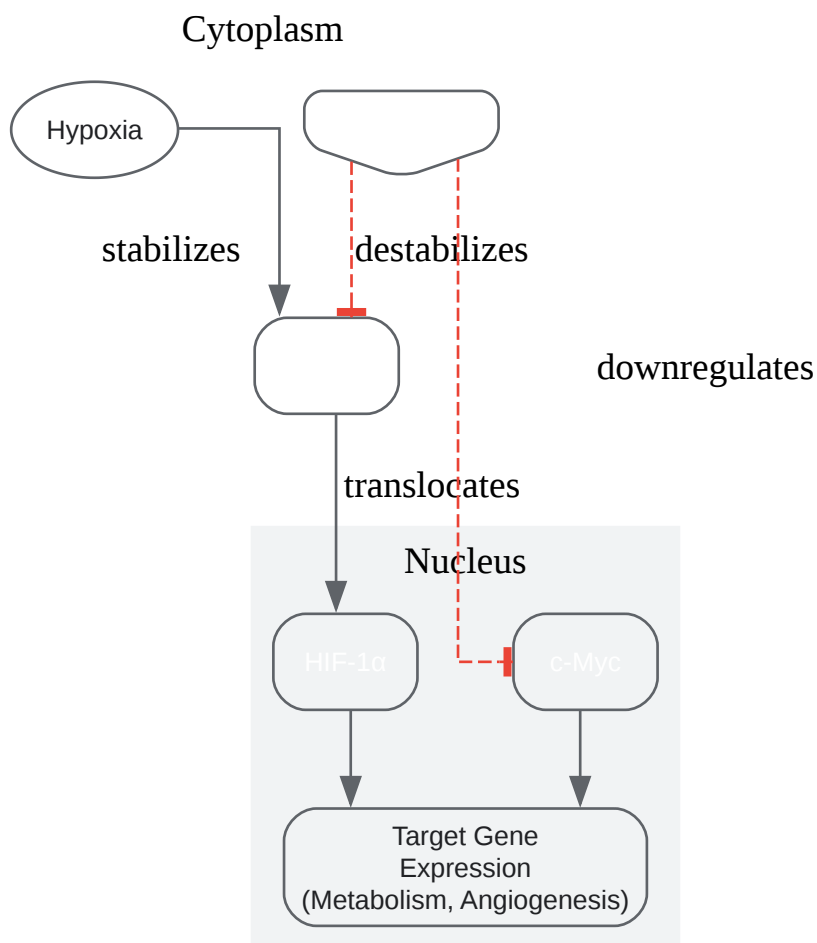 Cytoplasm
Hypoxia
stabilizes
destabilizes
downregulates
translocates
Nucleus
HIF-1α
c-Myc
Target Gene
Expression
(Metabolism, Angiogenesis)